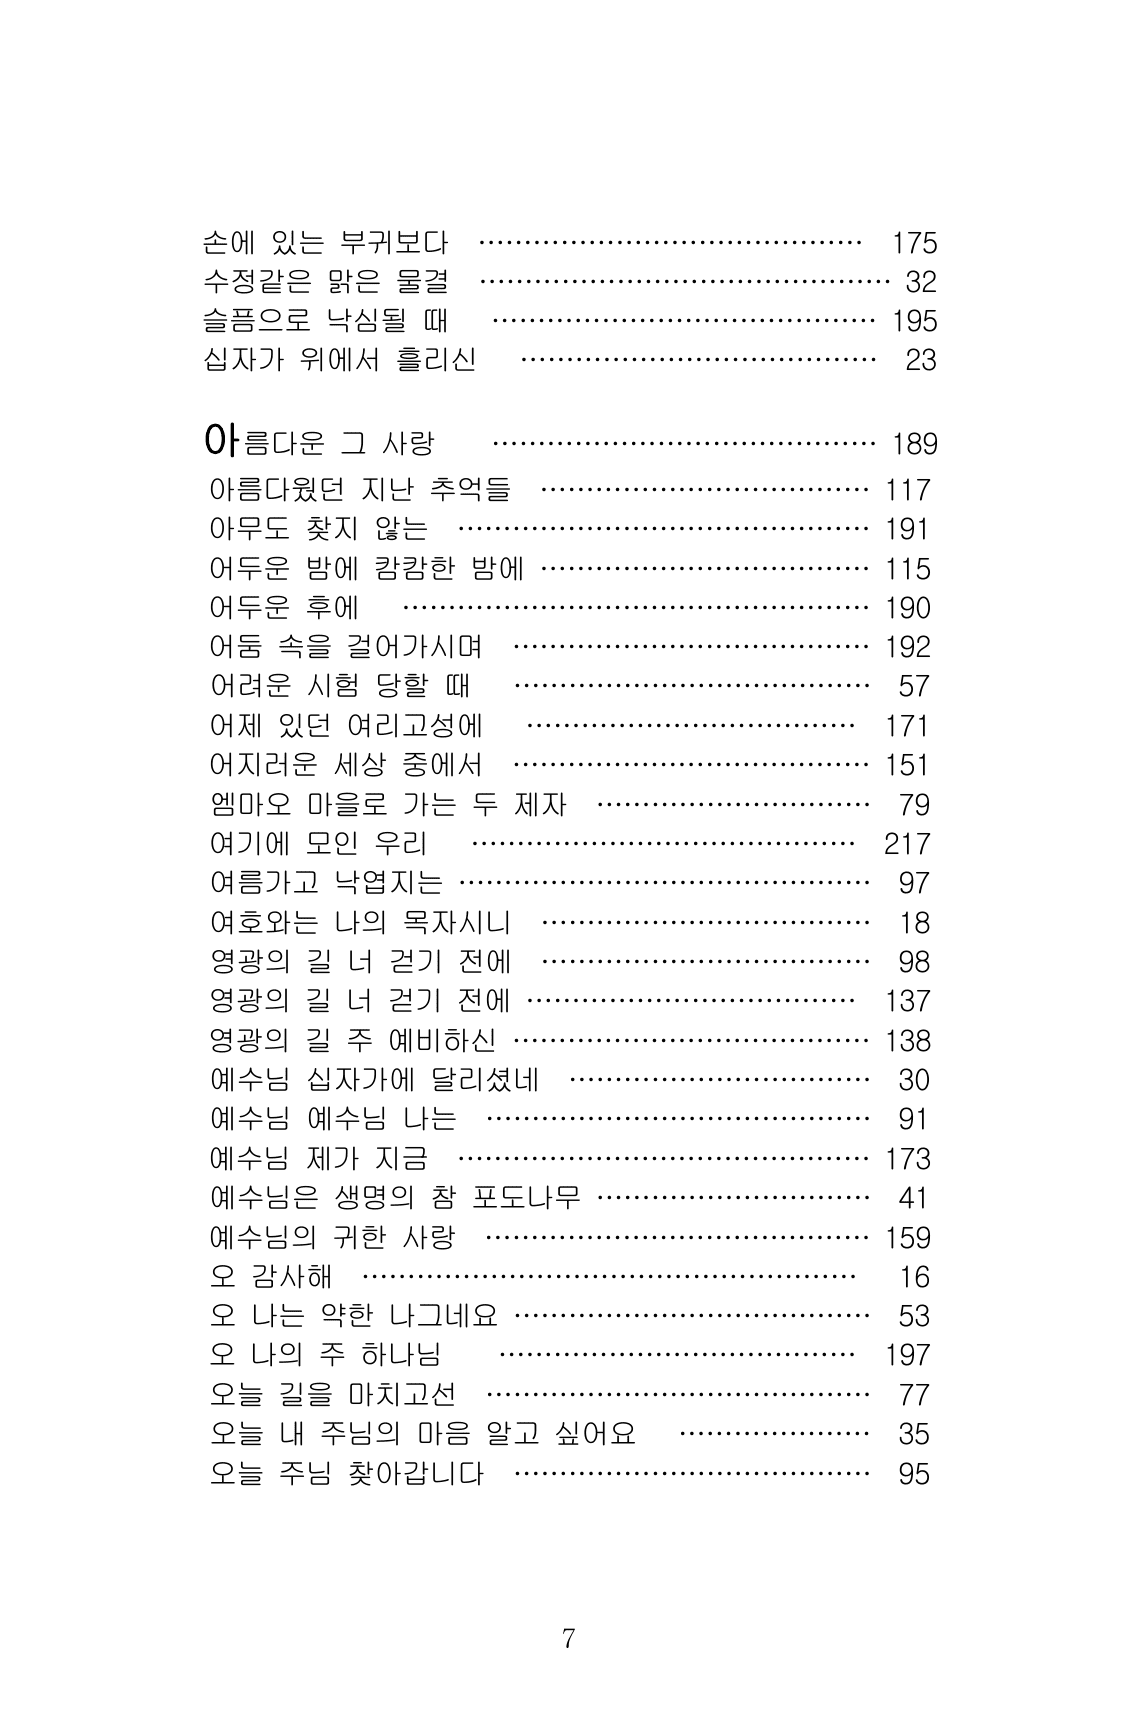 손에 있는 부귀보다 ……………………………………… 175
수정같은 맑은 물결 ……………………………………… 32
슬픔으로 낙심될 때 ……………………………………… 195
십자가 위에서 흘리신 …………………………………… 23
아름다운 그 사랑 ……………………………………… 189
아름다웠던 지난 추억들 ……………………………… 117
아무도 찾지 않는 ……………………………………… 191
어두운 밤에 캄캄한 밤에 ……………………………… 115
어두운 후에 …………………………………………… 190
어둠 속을 걸어가시며 ………………………………… 192
어려운 시험 당할 때 ………………………………… 57
어제 있던 여리고성에 ……………………………… 171
어지러운 세상 중에서 ………………………………… 151
엠마오 마을로 가는 두 제자 ………………………… 79
여기에 모인 우리 …………………………………… 217
여름가고 낙엽지는 ……………………………………… 97
여호와는 나의 목자시니 ……………………………… 18
영광의 길 너 걷기 전에 ……………………………… 98
영광의 길 너 걷기 전에 ……………………………… 137
영광의 길 주 예비하신 ………………………………… 138
예수님 십자가에 달리셨네 …………………………… 30
예수님 예수님 나는 …………………………………… 91
예수님 제가 지금 ……………………………………… 173
예수님은 생명의 참 포도나무 ………………………… 41
예수님의 귀한 사랑 …………………………………… 159
오 감사해 ……………………………………………… 16
오 나는 약한 나그네요 ………………………………… 53
오 나의 주 하나님 ………………………………… 197
오늘 길을 마치고선 …………………………………… 77
오늘 내 주님의 마음 알고 싶어요 ………………… 35
오늘 주님 찾아갑니다 ………………………………… 95
7